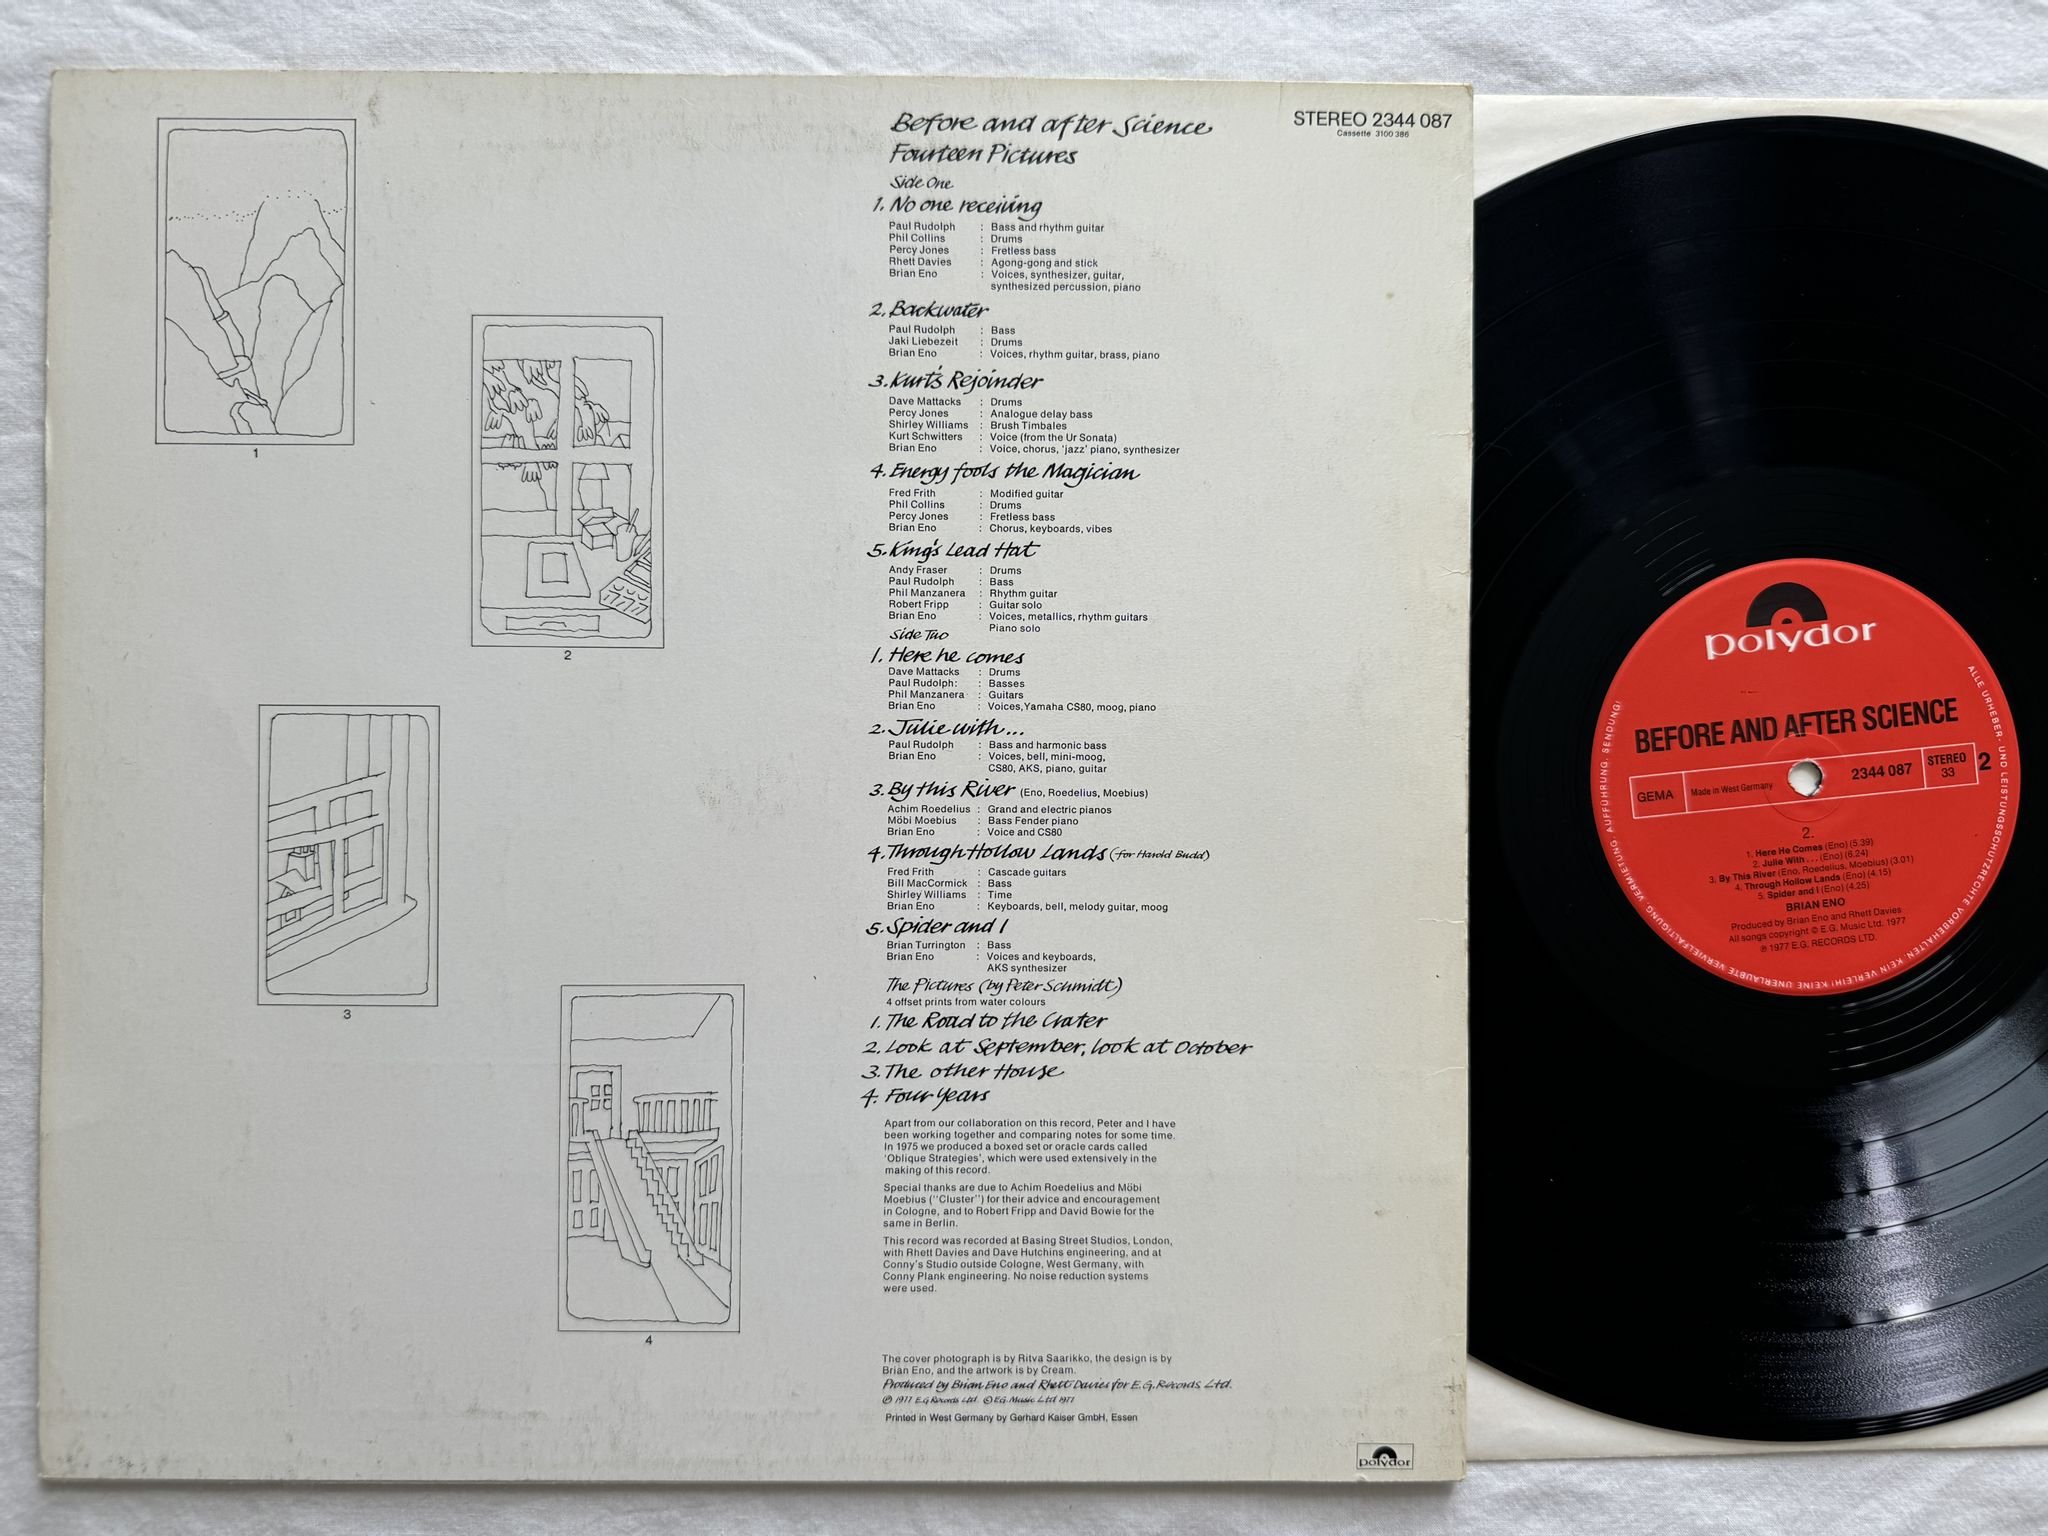 Before and after Science
Fourteen Pictures
STEREO 2344 087
Cassette 3100 386
Side One
1. No one receiving
Paul Rudolph : Bass and rhythm guitar
Phil Collins : Drums
Percy Jones : Fretless bass
Rhett Davies : Agong-gong and stick
Brian Eno : Voices, synthesizer, guitar,
synthesized percussion, piano
2. Backwater
Paul Rudolph : Bass
Jaki Liebezeit : Drums
Brian Eno : Voices, rhythm guitar, brass, piano
3. Kurt's Rejoinder
Dave Mattacks : Drums
Percy Jones : Analogue delay bass
Shirley Williams : Brush Timbales
Kurt Schwitters : Voice (from the Ur Sonata)
Brian Eno : Voice, chorus, 'jazz' piano, synthesizer
4. Energy fools the Magician
Fred Frith : Modified guitar
Phil Collins : Drums
Percy Jones : Fretless bass
Brian Eno : Chorus, keyboards, vibes
5. King's Lead Hat
Andy Fraser : Drums
Paul Rudolph : Bass
Phil Manzanera : Rhythm guitar
Robert Fripp : Guitar solo
Brian Eno : Voices, metallics, rhythm guitars
Piano solo
Side Two
1. Here he comes
Dave Mattacks : Drums
Paul Rudolph: : Basses
Phil Manzanera : Guitars
Brian Eno : Voices, Yamaha CS80, moog, piano
2. Julie with...
Paul Rudolph : Bass and harmonic bass
Brian Eno : Voices, bell, mini-moog,
CS80, AKS, piano, guitar
3. By this River (Eno, Roedelius, Moebius)
Achim Roedelius : Grand and electric pianos
Möbi Moebius : Bass Fender piano
Brian Eno : Voice and CS80
4. Through Hollow Lands (for Harold Budd)
Fred Frith : Cascade guitars
Bill MacCormick : Bass
Shirley Williams : Time
Brian Eno : Keyboards, bell, melody guitar, moog
5. Spider and I
Brian Turrington : Bass
Brian Eno : Voices and keyboards,
AKS synthesizer
The Pictures (by Peter Schmidt)
4 offset prints from water colours
1. The Road to the Crater
2. Look at September, look at October
3. The other House
4. Four Years
Apart from our collaboration on this record, Peter and I have
been working together and comparing notes for some time.
In 1975 we produced a boxed set or oracle cards called
'Oblique Strategies', which were used extensively in the
making of this record.
Special thanks are due to Achim Roedelius and Möbi
Moebius ("Cluster") for their advice and encouragement
in Cologne, and to Robert Fripp and David Bowie for the
same in Berlin.
This record was recorded at Basing Street Studios, London,
with Rhett Davies and Dave Hutchins engineering, and at
Conny's Studio outside Cologne, West Germany, with
Conny Plank engineering. No noise reduction systems
were used.
The cover photograph is by Ritva Saarikko, the design is by
Brian Eno, and the artwork is by Cream.
Produced by Brian Eno and Rhett Davies for E.G. Records Ltd.
℗ 1977 E.G Records Ltd. © EG Music Ltd 1977
Printed in West Germany by Gerhard Kaiser GmbH, Essen
polydor
1
2
3
4
polydor
BEFORE AND AFTER SCIENCE
GEMA
Made in West Germany
2344 087
STEREO
33
2
2.
1. Here He Comes (Eno) (5.39)
2. Julie With . . . (Eno) (6.24)
3. By This River (Eno, Roedelius, Moebius) (3.01)
4. Through Hollow Lands (Eno) (4.15)
5. Spider and I (Eno) (4.25)
BRIAN ENO
Produced by Brian Eno and Rhett Davies
All songs copyright © E.G. Music Ltd. 1977
℗ 1977 E.G. RECORDS LTD.
ALLE URHEBER- UND LEISTUNGSSCHUTZRECHTE VORBEHALTEN. KEIN VERLEIH! KEINE UNERLAUBTE VERVIELFÄLTIGUNG, VERMIETUNG, AUFFÜHRUNG, SENDUNG!